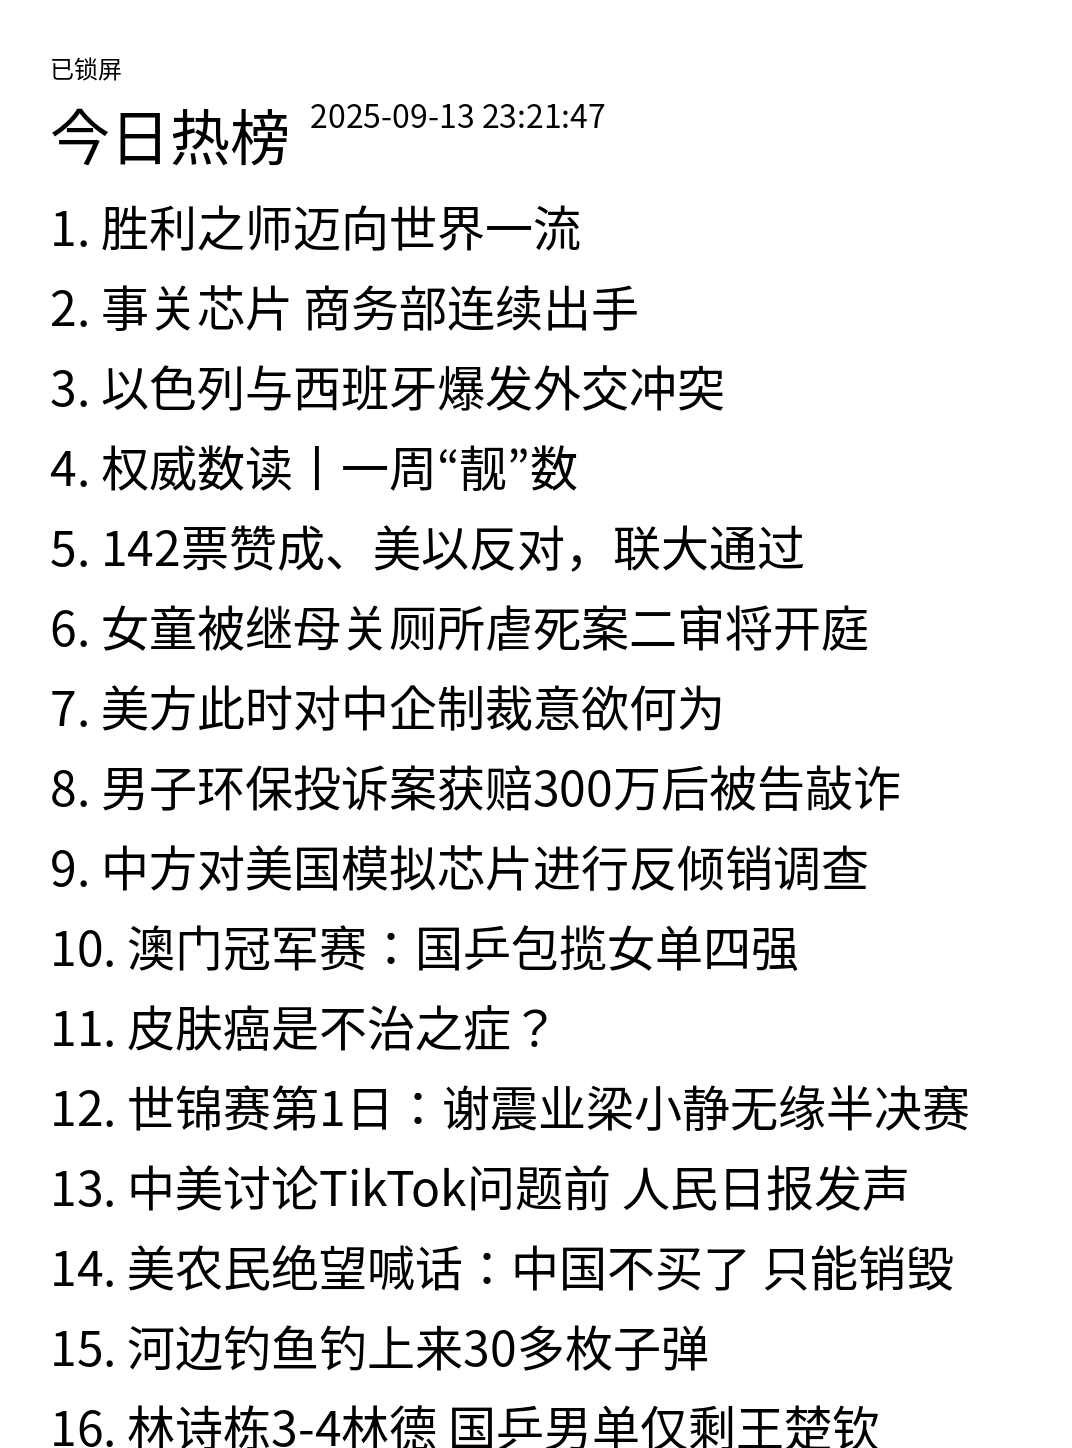 已锁屏
今日热榜 2025-09-13 23:21:47
1. 胜利之师迈向世界一流
2. 事关芯片 商务部连续出手
3. 以色列与西班牙爆发外交冲突
4. 权威数读丨一周“靓”数
5. 142票赞成、美以反对，联大通过
6. 女童被继母关厕所虐死案二审将开庭
7. 美方此时对中企制裁意欲何为
8. 男子环保投诉案获赔300万后被告敲诈
9. 中方对美国模拟芯片进行反倾销调查
10. 澳门冠军赛：国乒包揽女单四强
11. 皮肤癌是不治之症？
12. 世锦赛第1日：谢震业梁小静无缘半决赛
13. 中美讨论TikTok问题前 人民日报发声
14. 美农民绝望喊话：中国不买了 只能销毁
15. 河边钓鱼钓上来30多枚子弹
16. 林诗栋3-4林德 国乒男单仅剩王楚钦